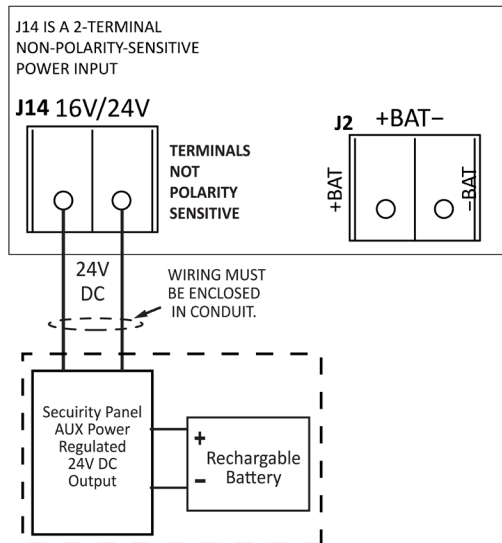 J14 IS A 2-TERMINAL
NON-POLARITY-SENSITIVE
POWER INPUT
J14 16V/24V
TERMINALS
NOT
POLARITY
SENSITIVE
J2 +BAT−
+BAT
−BAT
24V
DC
WIRING MUST
BE ENCLOSED
IN CONDUIT.
Secuirity Panel
AUX Power
Regulated
24V DC
Output
+
−
Rechargable
Battery